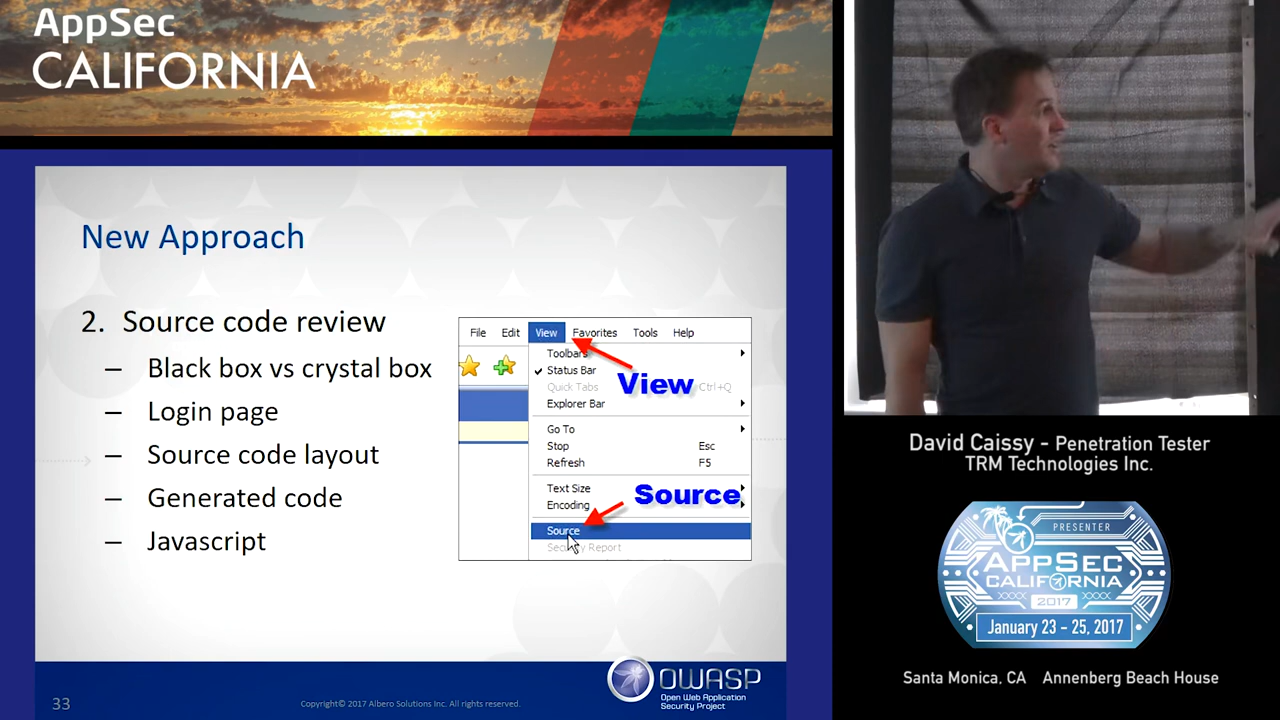 AppSec
CALIFORNIA
New Approach
2. Source code review
– Black box vs crystal box
– Login page
– Source code layout
– Generated code
– Javascript
File Edit View Favorites Tools Help
Toolbars
Status Bar
Quick Tabs Ctrl+Q
Explorer Bar
Go To
Stop Esc
Refresh F5
Text Size
Encoding
Source
Security Report
View
Source
33
Copyright© 2017 Albero Solutions Inc. All rights reserved.
OWASP
Open Web Application
Security Project
David Caissy - Penetration Tester
TRM Technologies Inc.
PRESENTER
APPSEC
CALIFORNIA
2017
January 23 - 25, 2017
Santa Monica, CA Annenberg Beach House